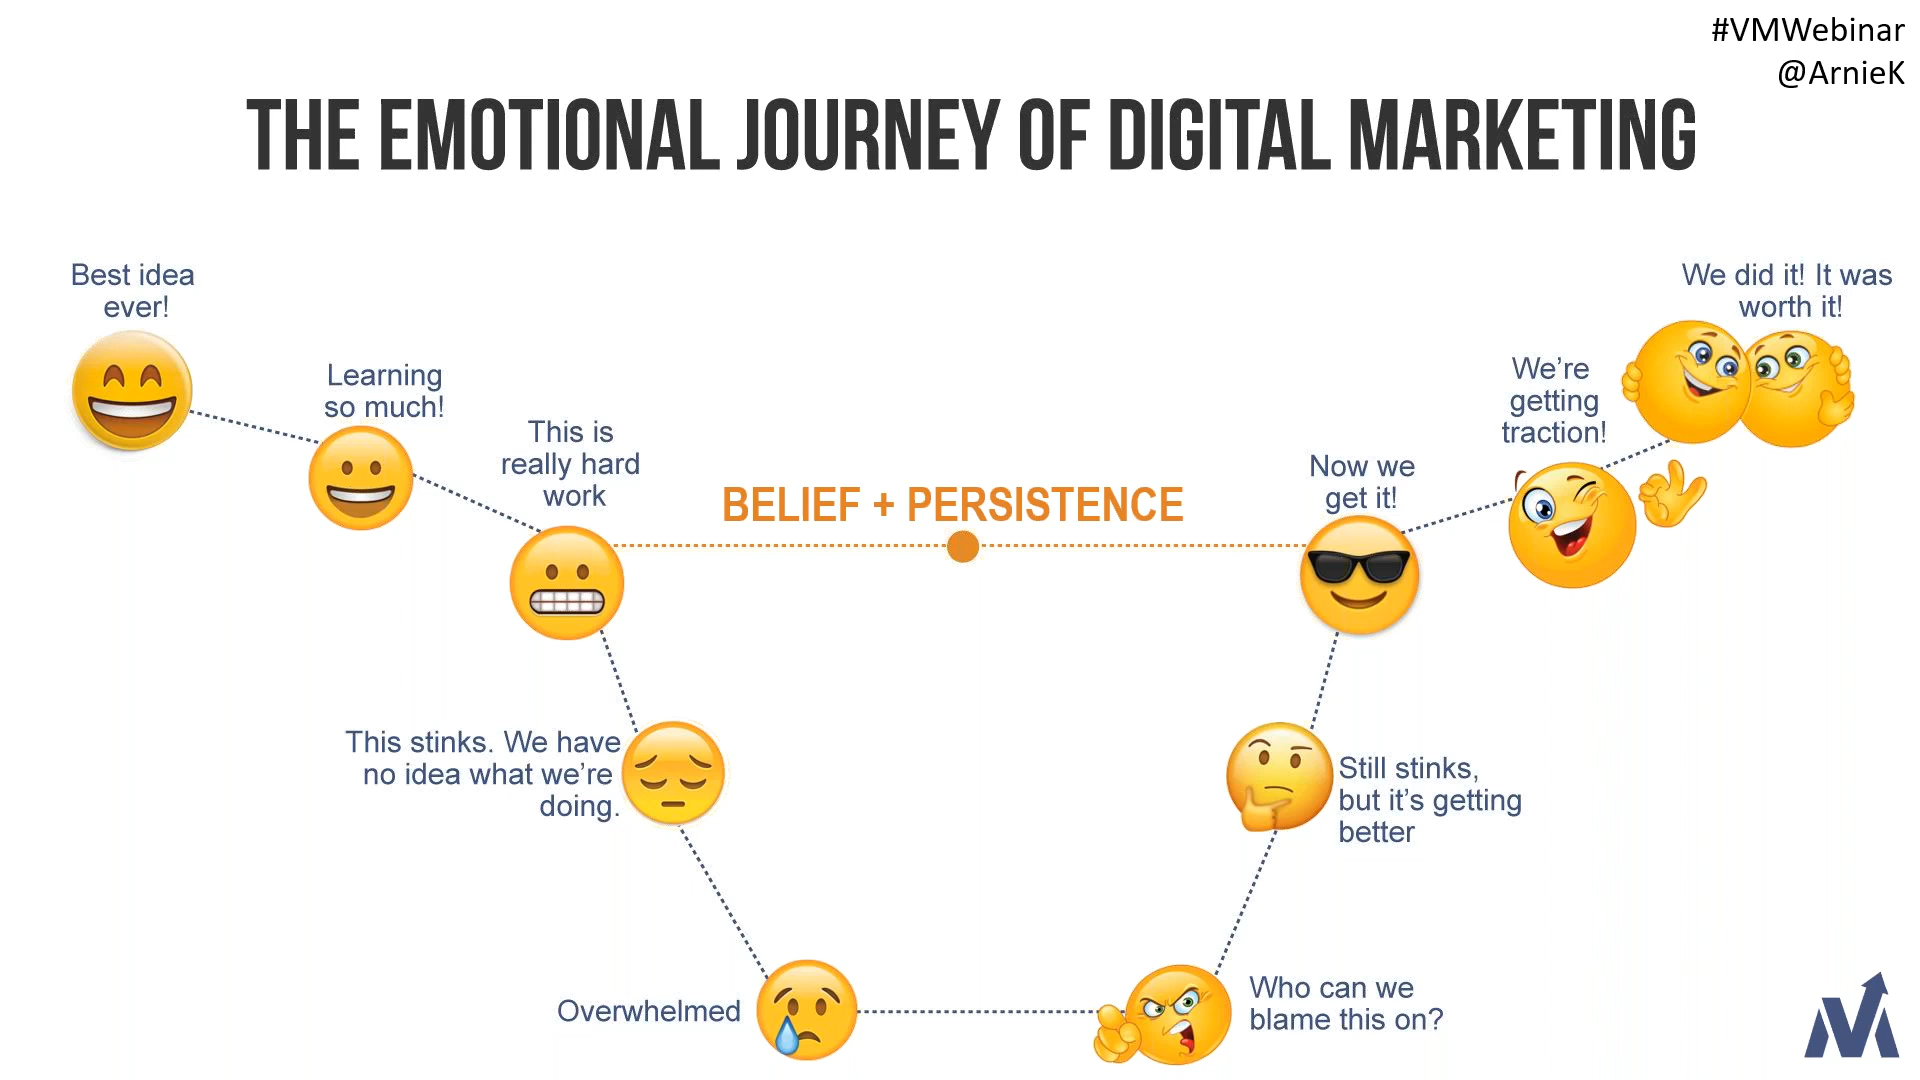 #VMWebinar
@ArnieK
THE EMOTIONAL JOURNEY OF DIGITAL MARKETING
Best idea
ever!
Learning
so much!
This is
really hard
work
BELIEF + PERSISTENCE
This stinks. We have
no idea what we’re
doing.
Overwhelmed
Who can we
blame this on?
Still stinks,
but it’s getting
better
Now we
get it!
We’re
getting
traction!
We did it! It was
worth it!